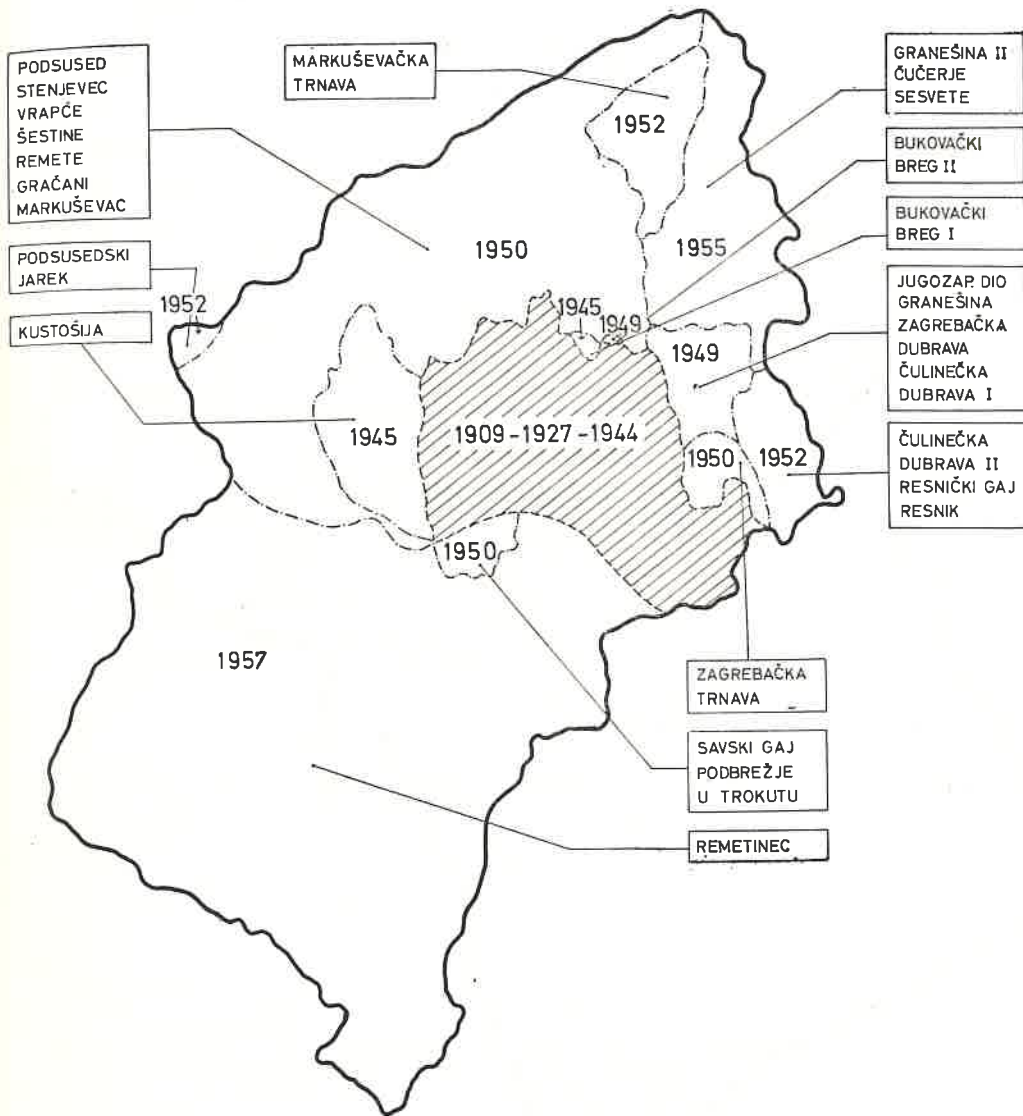 PODSUSED
STENJEVEC
VRAPČE
ŠESTINE
REMETE
GRAČANI
MARKUŠEVAC
MARKUŠEVAČKA
TRNAVA
GRANEŠINA II
ČUČERJE
SESVETE
1952
BUKOVAČKI
BREG II
BUKOVAČKI
BREG I
PODSUSEDSKI
JAREK
1950
1955
JUGOZAP. DIO
GRANEŠINA
ZAGREBAČKA
DUBRAVA
ČULINEČKA
DUBRAVA I
1952
KUSTOŠIJA
1945
1949
1949
1945
1909-1927-1944
1950
1952
ČULINEČKA
DUBRAVA II
RESNIČKI GAJ
RESNIK
1950
1957
ZAGREBAČKA
TRNAVA
SAVSKI GAJ
PODBREŽJE
U TROKUTU
REMETINEC